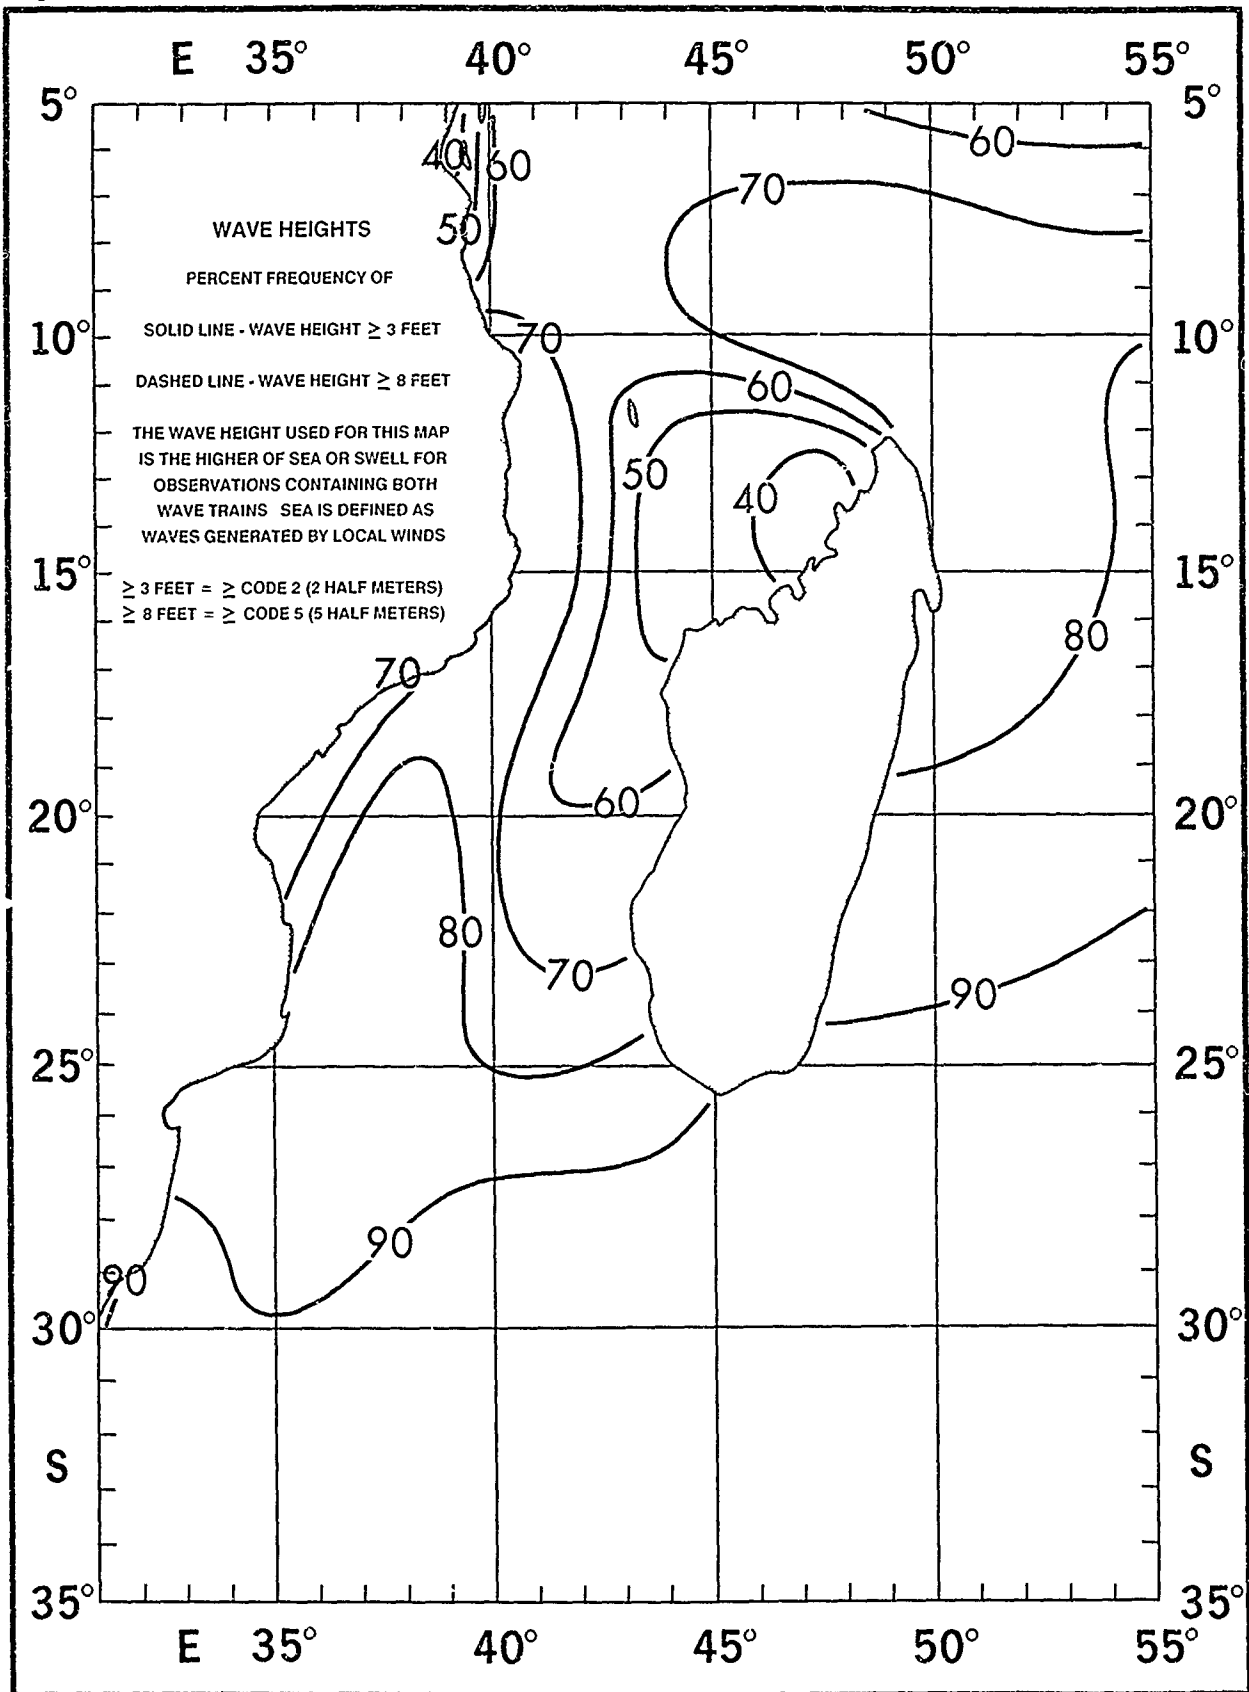 E 35° 40° 45° 50° 55°
5° 5°
60
40 60
70
50
WAVE HEIGHTS
PERCENT FREQUENCY OF
SOLID LINE - WAVE HEIGHT ≥ 3 FEET
10° 70 10°
DASHED LINE - WAVE HEIGHT ≥ 8 FEET
60
THE WAVE HEIGHT USED FOR THIS MAP
IS THE HIGHER OF SEA OR SWELL FOR
OBSERVATIONS CONTAINING BOTH
WAVE TRAINS SEA IS DEFINED AS
WAVES GENERATED BY LOCAL WINDS
50
40
15° 15°
≥ 3 FEET = ≥ CODE 2 (2 HALF METERS)
≥ 8 FEET = ≥ CODE 5 (5 HALF METERS)
80
70
60
20° 20°
80
70
90
25° 25°
90
90
30° 30°
S S
35° 35°
E 35° 40° 45° 50° 55°